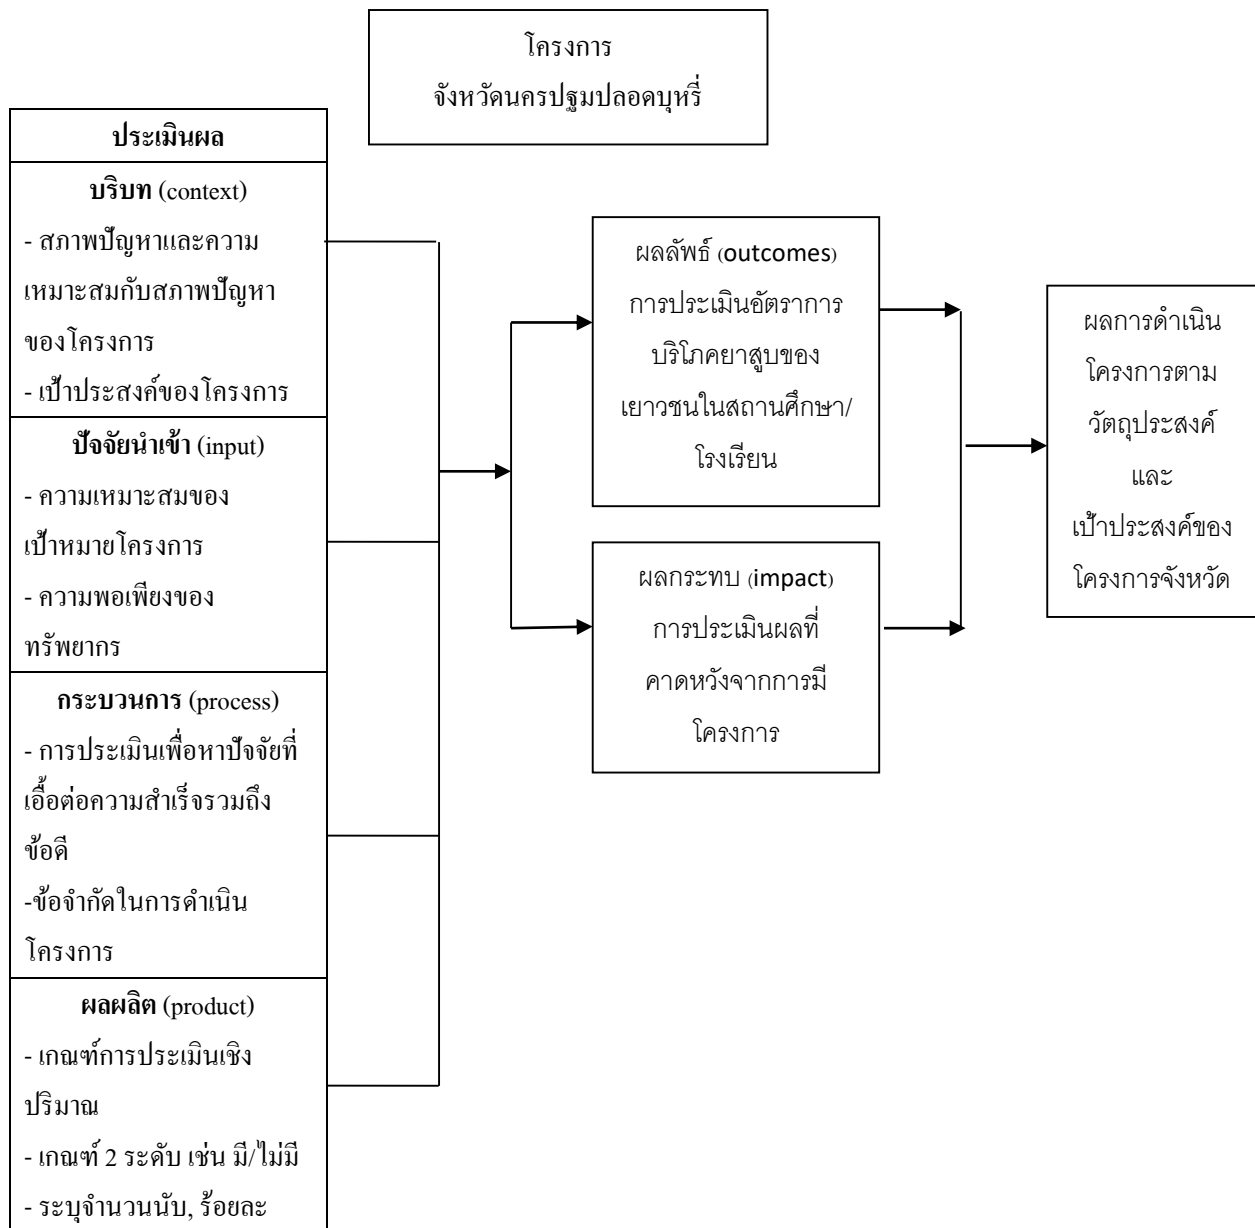 โครงการ
จังหวัดนครปฐมปลอดบุหรี่
ประเมินผล
บริบท (context)
- สภาพปัญหาและความ
เหมาะสมกับสภาพปัญหา
ของโครงการ
- เป้าประสงค์ของโครงการ
ปัจจัยนำเข้า (input)
- ความเหมาะสมของ
เป้าหมายโครงการ
- ความพอเพียงของ
ทรัพยากร
กระบวนการ (process)
- การประเมินเพื่อหาปัจจัยที่
เอื้อต่อความสำเร็จรวมถึง
ข้อดี
-ข้อจำกัดในการดำเนิน
โครงการ
ผลผลิต (product)
- เกณฑ์การประเมินเชิง
ปริมาณ
- เกณฑ์ 2 ระดับ เช่น มี/ไม่มี
- ระบุจำนวนนับ, ร้อยละ
ผลลัพธ์ (outcomes)
การประเมินอัตราการ
บริโภคยาสูบของ
เยาวชนในสถานศึกษา/
โรงเรียน
ผลกระทบ (impact)
การประเมินผลที่
คาดหวังจากการมี
โครงการ
ผลการดำเนิน
โครงการตาม
วัตถุประสงค์
และ
เป้าประสงค์ของ
โครงการจังหวัด